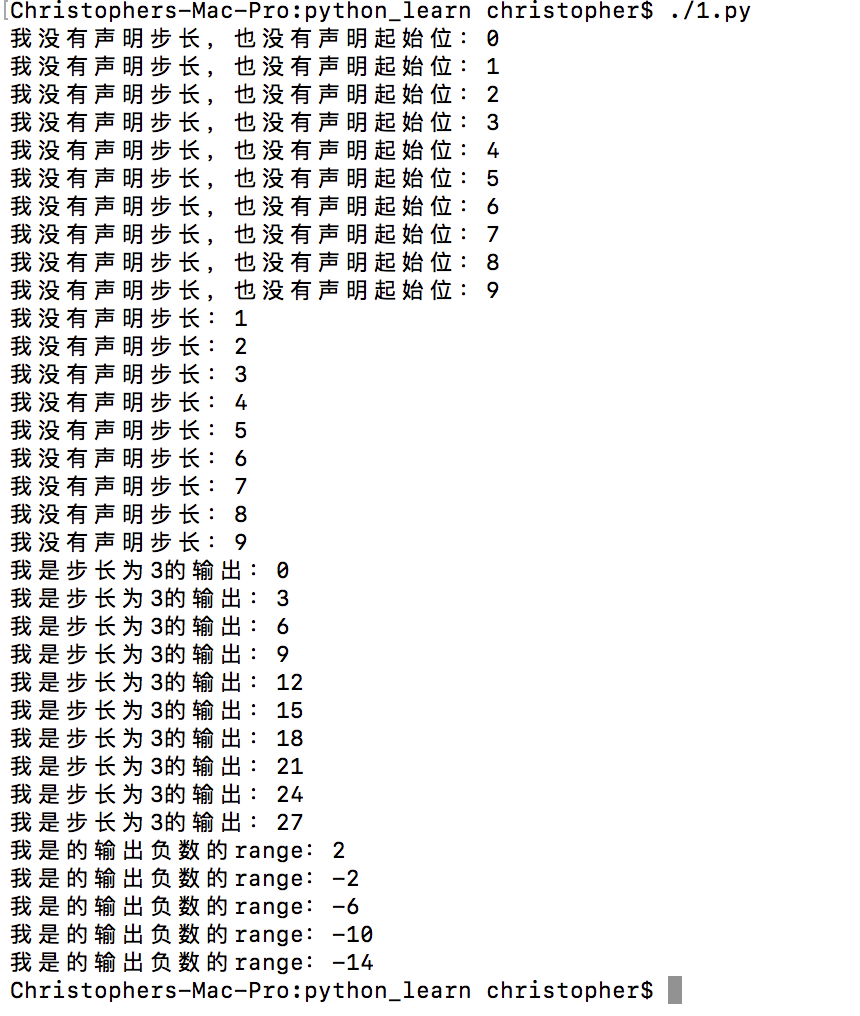 [Christophers-Mac-Pro:python_learn christopher$ ./1.py
我没有声明步长，也没有声明起始位：0
我没有声明步长，也没有声明起始位：1
我没有声明步长，也没有声明起始位：2
我没有声明步长，也没有声明起始位：3
我没有声明步长，也没有声明起始位：4
我没有声明步长，也没有声明起始位：5
我没有声明步长，也没有声明起始位：6
我没有声明步长，也没有声明起始位：7
我没有声明步长，也没有声明起始位：8
我没有声明步长，也没有声明起始位：9
我没有声明步长：1
我没有声明步长：2
我没有声明步长：3
我没有声明步长：4
我没有声明步长：5
我没有声明步长：6
我没有声明步长：7
我没有声明步长：8
我没有声明步长：9
我是步长为3的输出：0
我是步长为3的输出：3
我是步长为3的输出：6
我是步长为3的输出：9
我是步长为3的输出：12
我是步长为3的输出：15
我是步长为3的输出：18
我是步长为3的输出：21
我是步长为3的输出：24
我是步长为3的输出：27
我是的输出负数的range：2
我是的输出负数的range：-2
我是的输出负数的range：-6
我是的输出负数的range：-10
我是的输出负数的range：-14
Christophers-Mac-Pro:python_learn christopher$